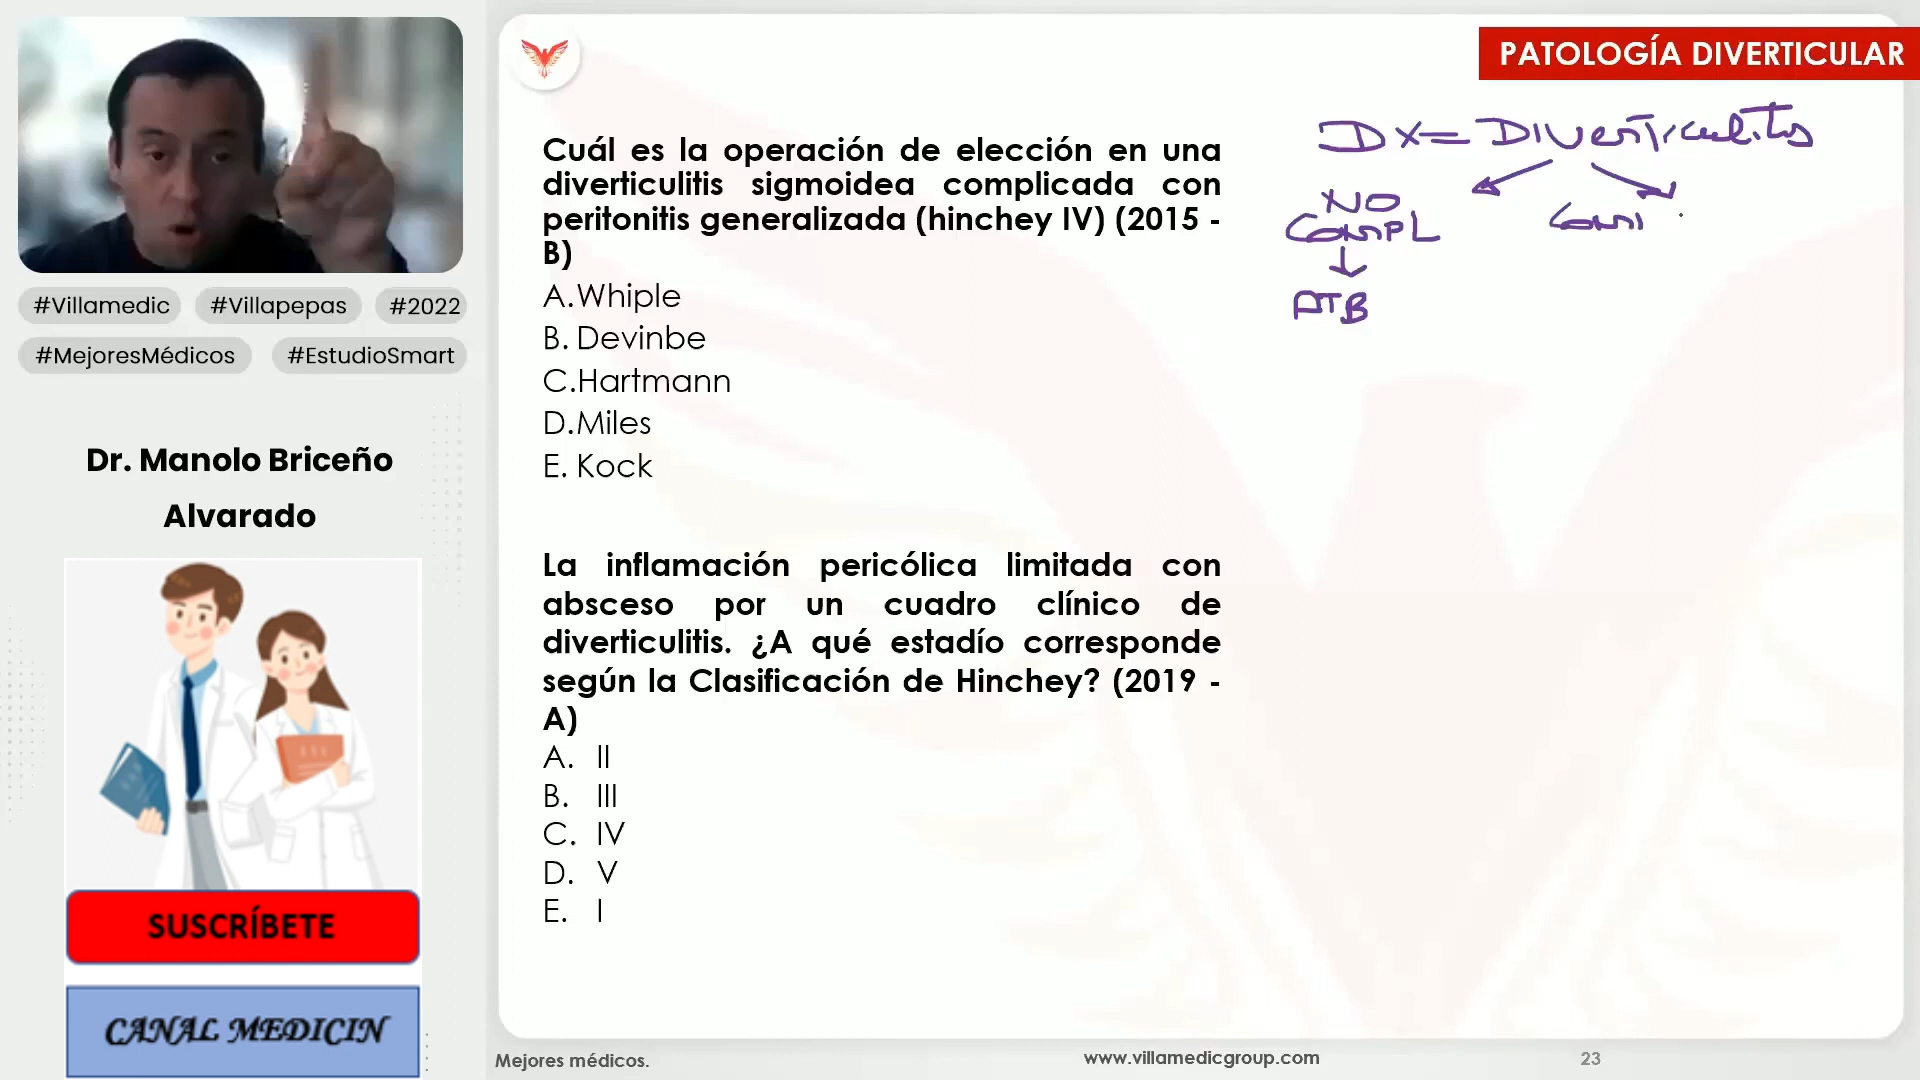 PATOLOGÍA DIVERTICULAR
Cuál es la operación de elección en una
diverticulitis sigmoidea complicada con
peritonitis generalizada (hinchey IV) (2015 -
B)
A.Whiple
B. Devinbe
C.Hartmann
D.Miles
E. Kock
La inflamación pericólica limitada con
absceso por un cuadro clínico de
diverticulitis. ¿A qué estadío corresponde
según la Clasificación de Hinchey? (2019 -
A)
A. II
B. III
C. IV
D. V
E. I
DX= Diverticulitis
NO
COMPL
ATB
#Villamedic #Villapepas #2022
#MejoresMédicos #EstudioSmart
Dr. Manolo Briceño
Alvarado
SUSCRÍBETE
CANAL MEDICIN
Mejores médicos.
www.villamedicgroup.com
23